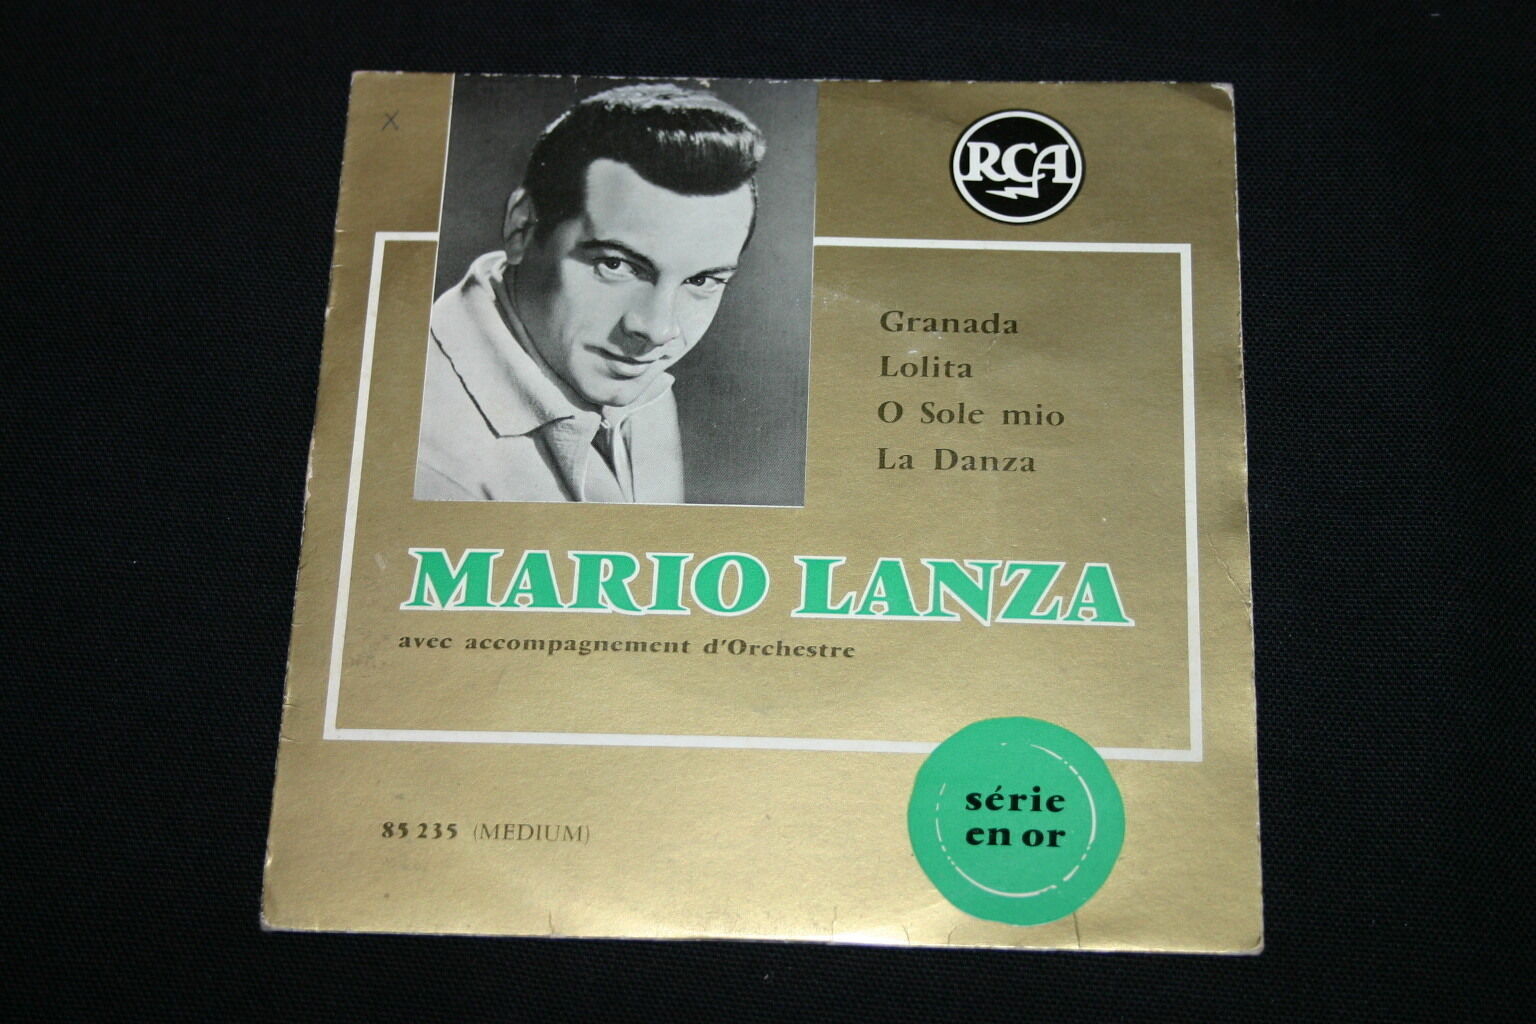 X
RCA
Granada
Lolita
O Sole mio
La Danza
MARIO LANZA
avec accompagnement d'Orchestre
série
en or
85 235 (MEDIUM)